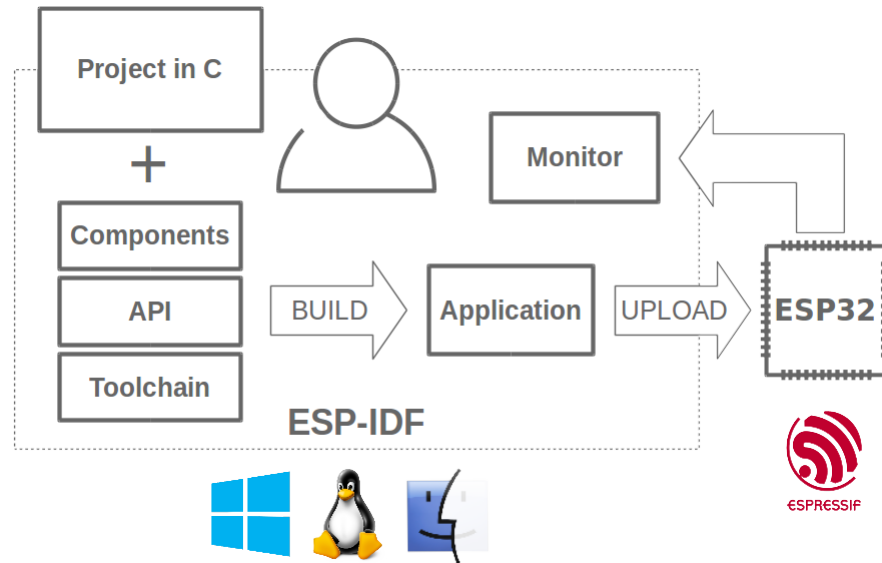 Project in C
+
Components
API
Toolchain
BUILD
Application
UPLOAD
Monitor
ESP32
ESP-IDF
ESPRESSIF